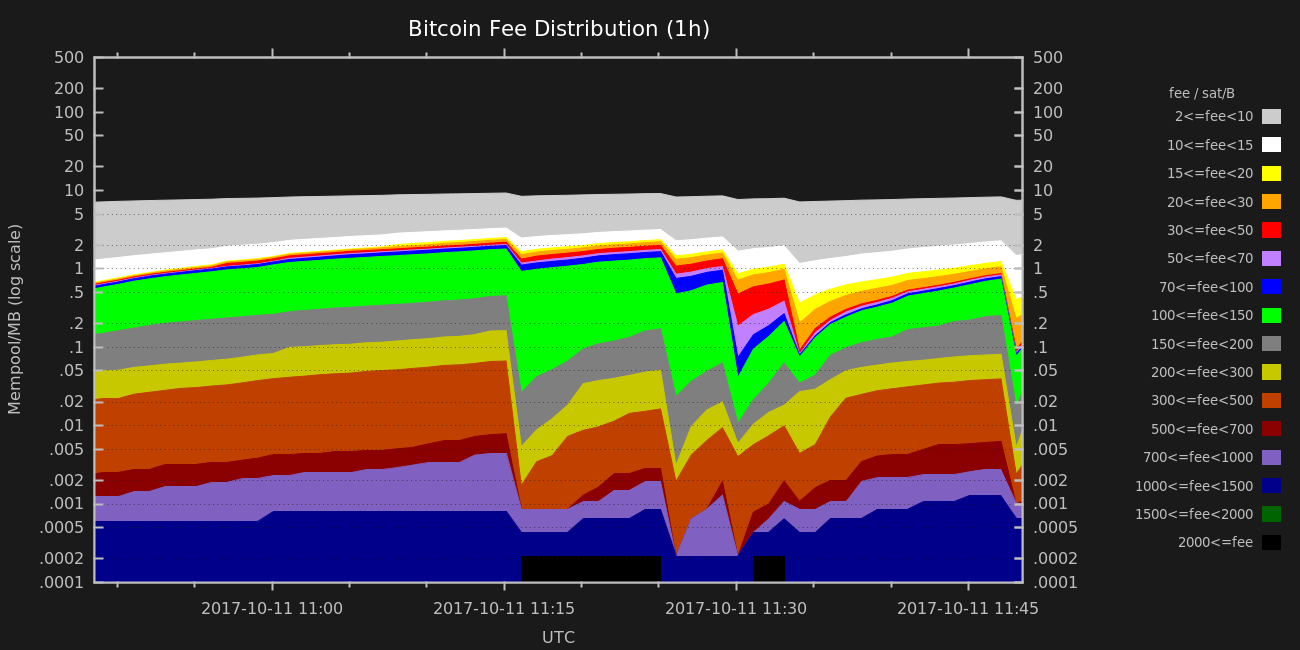 Bitcoin Fee Distribution (1h)
500
200
100
50
20
10
5
2
1
.5
.2
.1
.05
.02
.01
.005
.002
.001
.0005
.0002
.0001
Mempool/MB (log scale)
500
200
100
50
20
10
5
2
1
.5
.2
.1
.05
.02
.01
.005
.002
.001
.0005
.0002
.0001
2017-10-11 11:00
2017-10-11 11:15
2017-10-11 11:30
2017-10-11 11:45
UTC
fee / sat/B
2<=fee<10
10<=fee<15
15<=fee<20
20<=fee<30
30<=fee<50
50<=fee<70
70<=fee<100
100<=fee<150
150<=fee<200
200<=fee<300
300<=fee<500
500<=fee<700
700<=fee<1000
1000<=fee<1500
1500<=fee<2000
2000<=fee